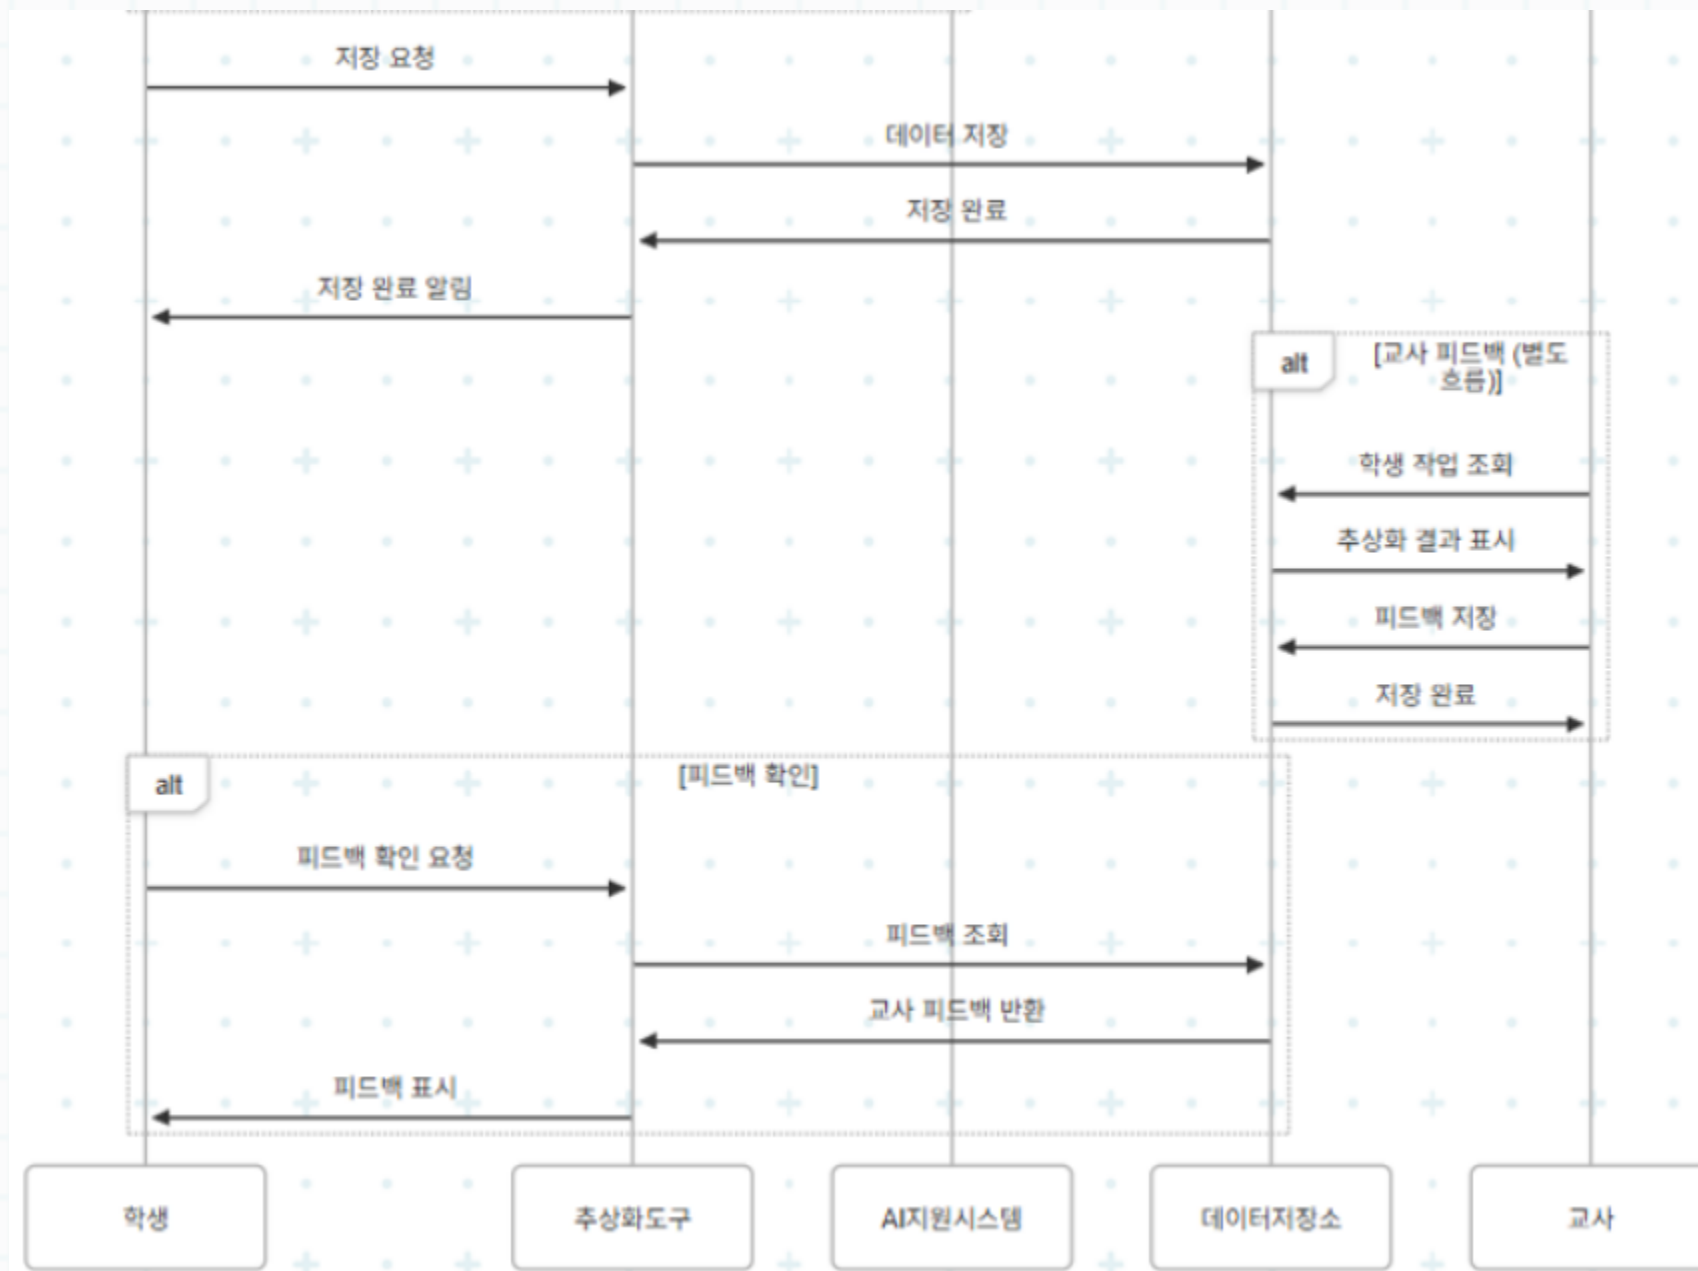 저장 요청
데이터 저장
저장 완료
저장 완료 알림
alt
[교사 피드백 (별도
흐름)]
학생 작업 조회
추상화 결과 표시
피드백 저장
저장 완료
alt
[피드백 확인]
피드백 확인 요청
피드백 조회
교사 피드백 반환
피드백 표시
학생
추상화도구
AI지원시스템
데이터저장소
교사